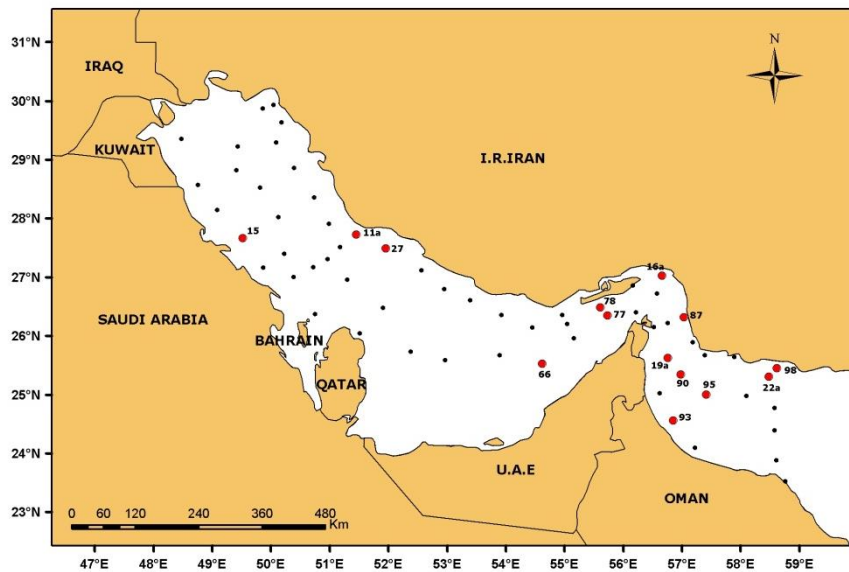 N
31°N
IRAQ
30°N
KUWAIT
29°N
I.R.IRAN
28°N
15
11a
27
27°N
16a
78
77
87
SAUDI ARABIA
26°N
BAHRAIN
QATAR
66
19a
90
95
98
22a
25°N
93
24°N
U.A.E
OMAN
23°N
0 60 120 240 360 480
Km
47°E 48°E 49°E 50°E 51°E 52°E 53°E 54°E 55°E 56°E 57°E 58°E 59°E